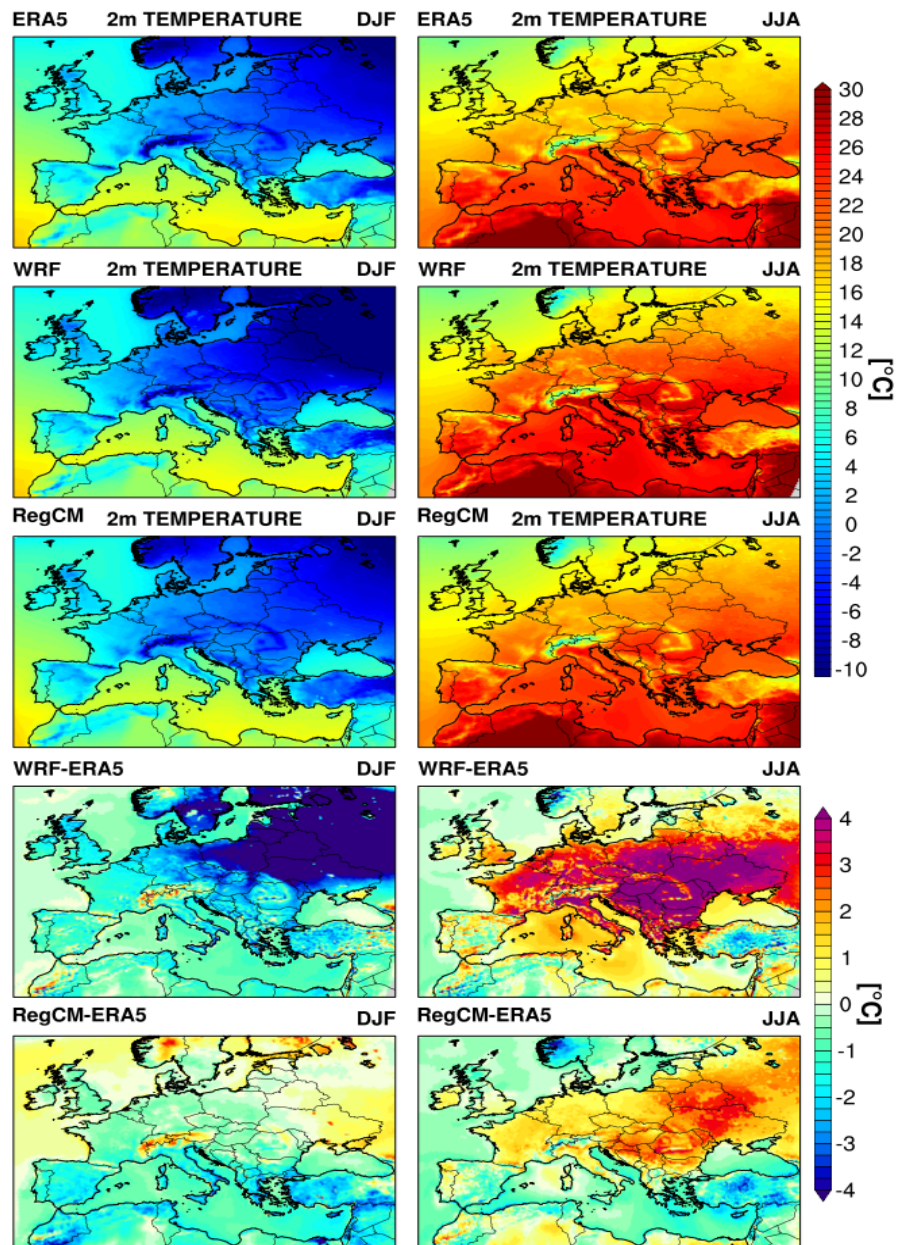 ERA5 2m TEMPERATURE DJF
ERA5 2m TEMPERATURE JJA
WRF 2m TEMPERATURE DJF
WRF 2m TEMPERATURE JJA
RegCM 2m TEMPERATURE DJF
RegCM 2m TEMPERATURE JJA
30
28
26
24
22
20
18
16
14
12
10
8
6
4
2
0
-2
-4
-6
-8
-10
[°C]
WRF-ERA5 DJF
WRF-ERA5 JJA
RegCM-ERA5 DJF
RegCM-ERA5 JJA
4
3
2
1
0
-1
-2
-3
-4
[°C]